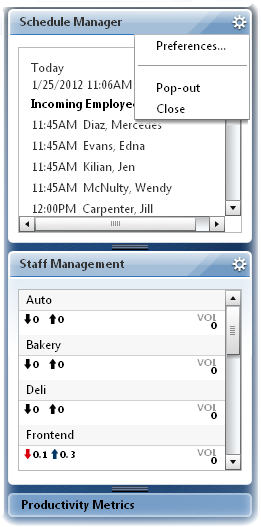 Schedule Manager
Preferences...
Pop-out
Close
Today
1/25/2012 11:06AM
Incoming Employe
11:45AM Diaz, Mercedes
11:45AM Evans, Edna
11:45AM Kilian, Jen
11:45AM McNulty, Wendy
12:00PM Carpenter, Jill
Staff Management
Auto
0 0 VOL 0
Bakery
0 0 VOL 0
Deli
0 0 VOL 0
Frontend
0.1 0.3 VOL 0
Productivity Metrics